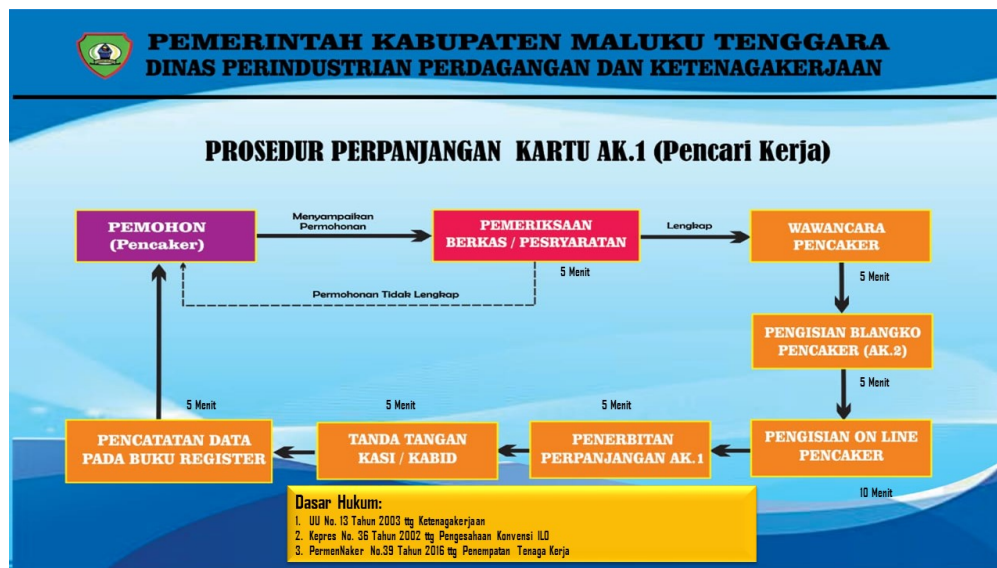 PEMERINTAH KABUPATEN MALUKU TENGGARA
DINAS PERINDUSTRIAN PERDAGANGAN DAN KETENAGAKERJAAN
PROSEDUR PERPANJANGAN KARTU AK.1 (Pencari Kerja)
PEMOHON
(Pencaker)
Menyampaikan
Permohonan
PEMERIKSAAN
BERKAS / PESRYARATAN
Lengkap
WAWANCARA
PENCAKER
5 Menit
5 Menit
Permohonan Tidak Lengkap
PENGISIAN BLANGKO
PENCAKER (AK.2)
5 Menit
PENGISIAN ON LINE
PENCAKER
10 Menit
5 Menit
PENERBITAN
PERPANJANGAN AK.1
5 Menit
TANDA TANGAN
KASI / KABID
5 Menit
PENCATATAN DATA
PADA BUKU REGISTER
Dasar Hukum:
1. UU No. 13 Tahun 2003 ttg Ketenagakerjaan
2. Kepres No. 36 Tahun 2002 ttg Pengesahaan Konvensi ILO
3. PermenNaker No.39 Tahun 2016 ttg Penempatan Tenaga Kerja